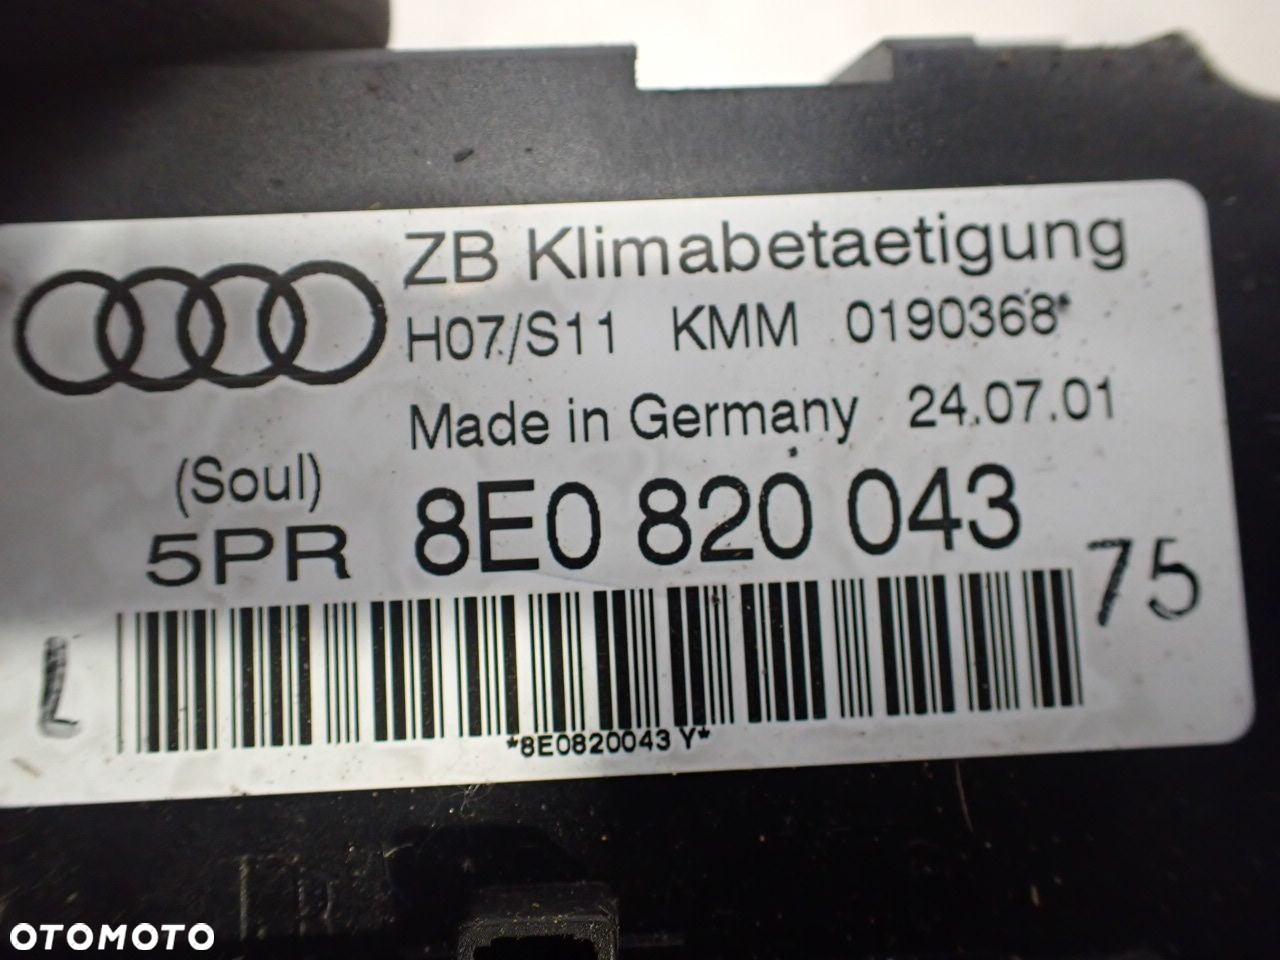 ZB Klimabetaetigung
H07/S11 KMM 0190368*
Made in Germany 24.07.01
(Soul)
5PR 8E0 820 043
75
*8E0820043 Y*
OTOMOTO